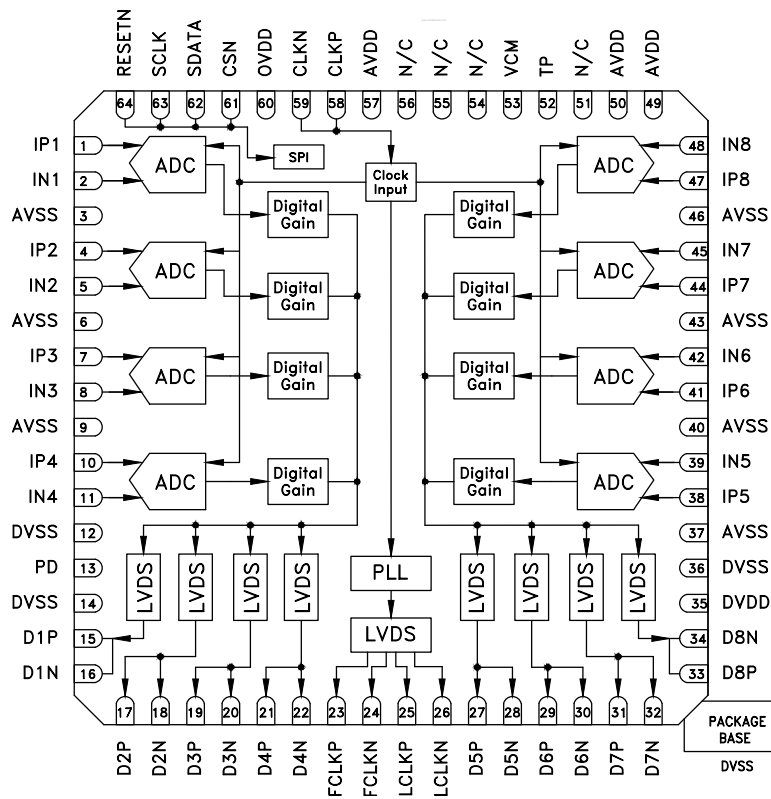 RESETN
SCLK
SDATA
CSN
OVDD
CLKN
CLKP
AVDD
N/C
N/C
N/C
VCM
TP
N/C
AVDD
AVDD
64
63
62
61
60
59
58
57
56
55
54
53
52
51
50
49
IP1
1
IN1
2
AVSS
3
IP2
4
IN2
5
AVSS
6
IP3
7
IN3
8
AVSS
9
IP4
10
IN4
11
DVSS
12
PD
13
DVSS
14
D1P
15
D1N
16
ADC
ADC
ADC
ADC
SPI
Clock
Input
Digital
Gain
Digital
Gain
Digital
Gain
Digital
Gain
Digital
Gain
Digital
Gain
Digital
Gain
Digital
Gain
ADC
ADC
ADC
ADC
LVDS
LVDS
LVDS
LVDS
PLL
LVDS
LVDS
LVDS
LVDS
LVDS
48
IN8
47
IP8
46
AVSS
45
IN7
44
IP7
43
AVSS
42
IN6
41
IP6
40
AVSS
39
IN5
38
IP5
37
AVSS
36
DVSS
35
DVDD
34
D8N
33
D8P
17
18
19
20
21
22
23
24
25
26
27
28
29
30
31
32
D2P
D2N
D3P
D3N
D4P
D4N
FCLKP
FCLKN
LCLKP
LCLKN
D5P
D5N
D6P
D6N
D7P
D7N
PACKAGE
BASE
DVSS